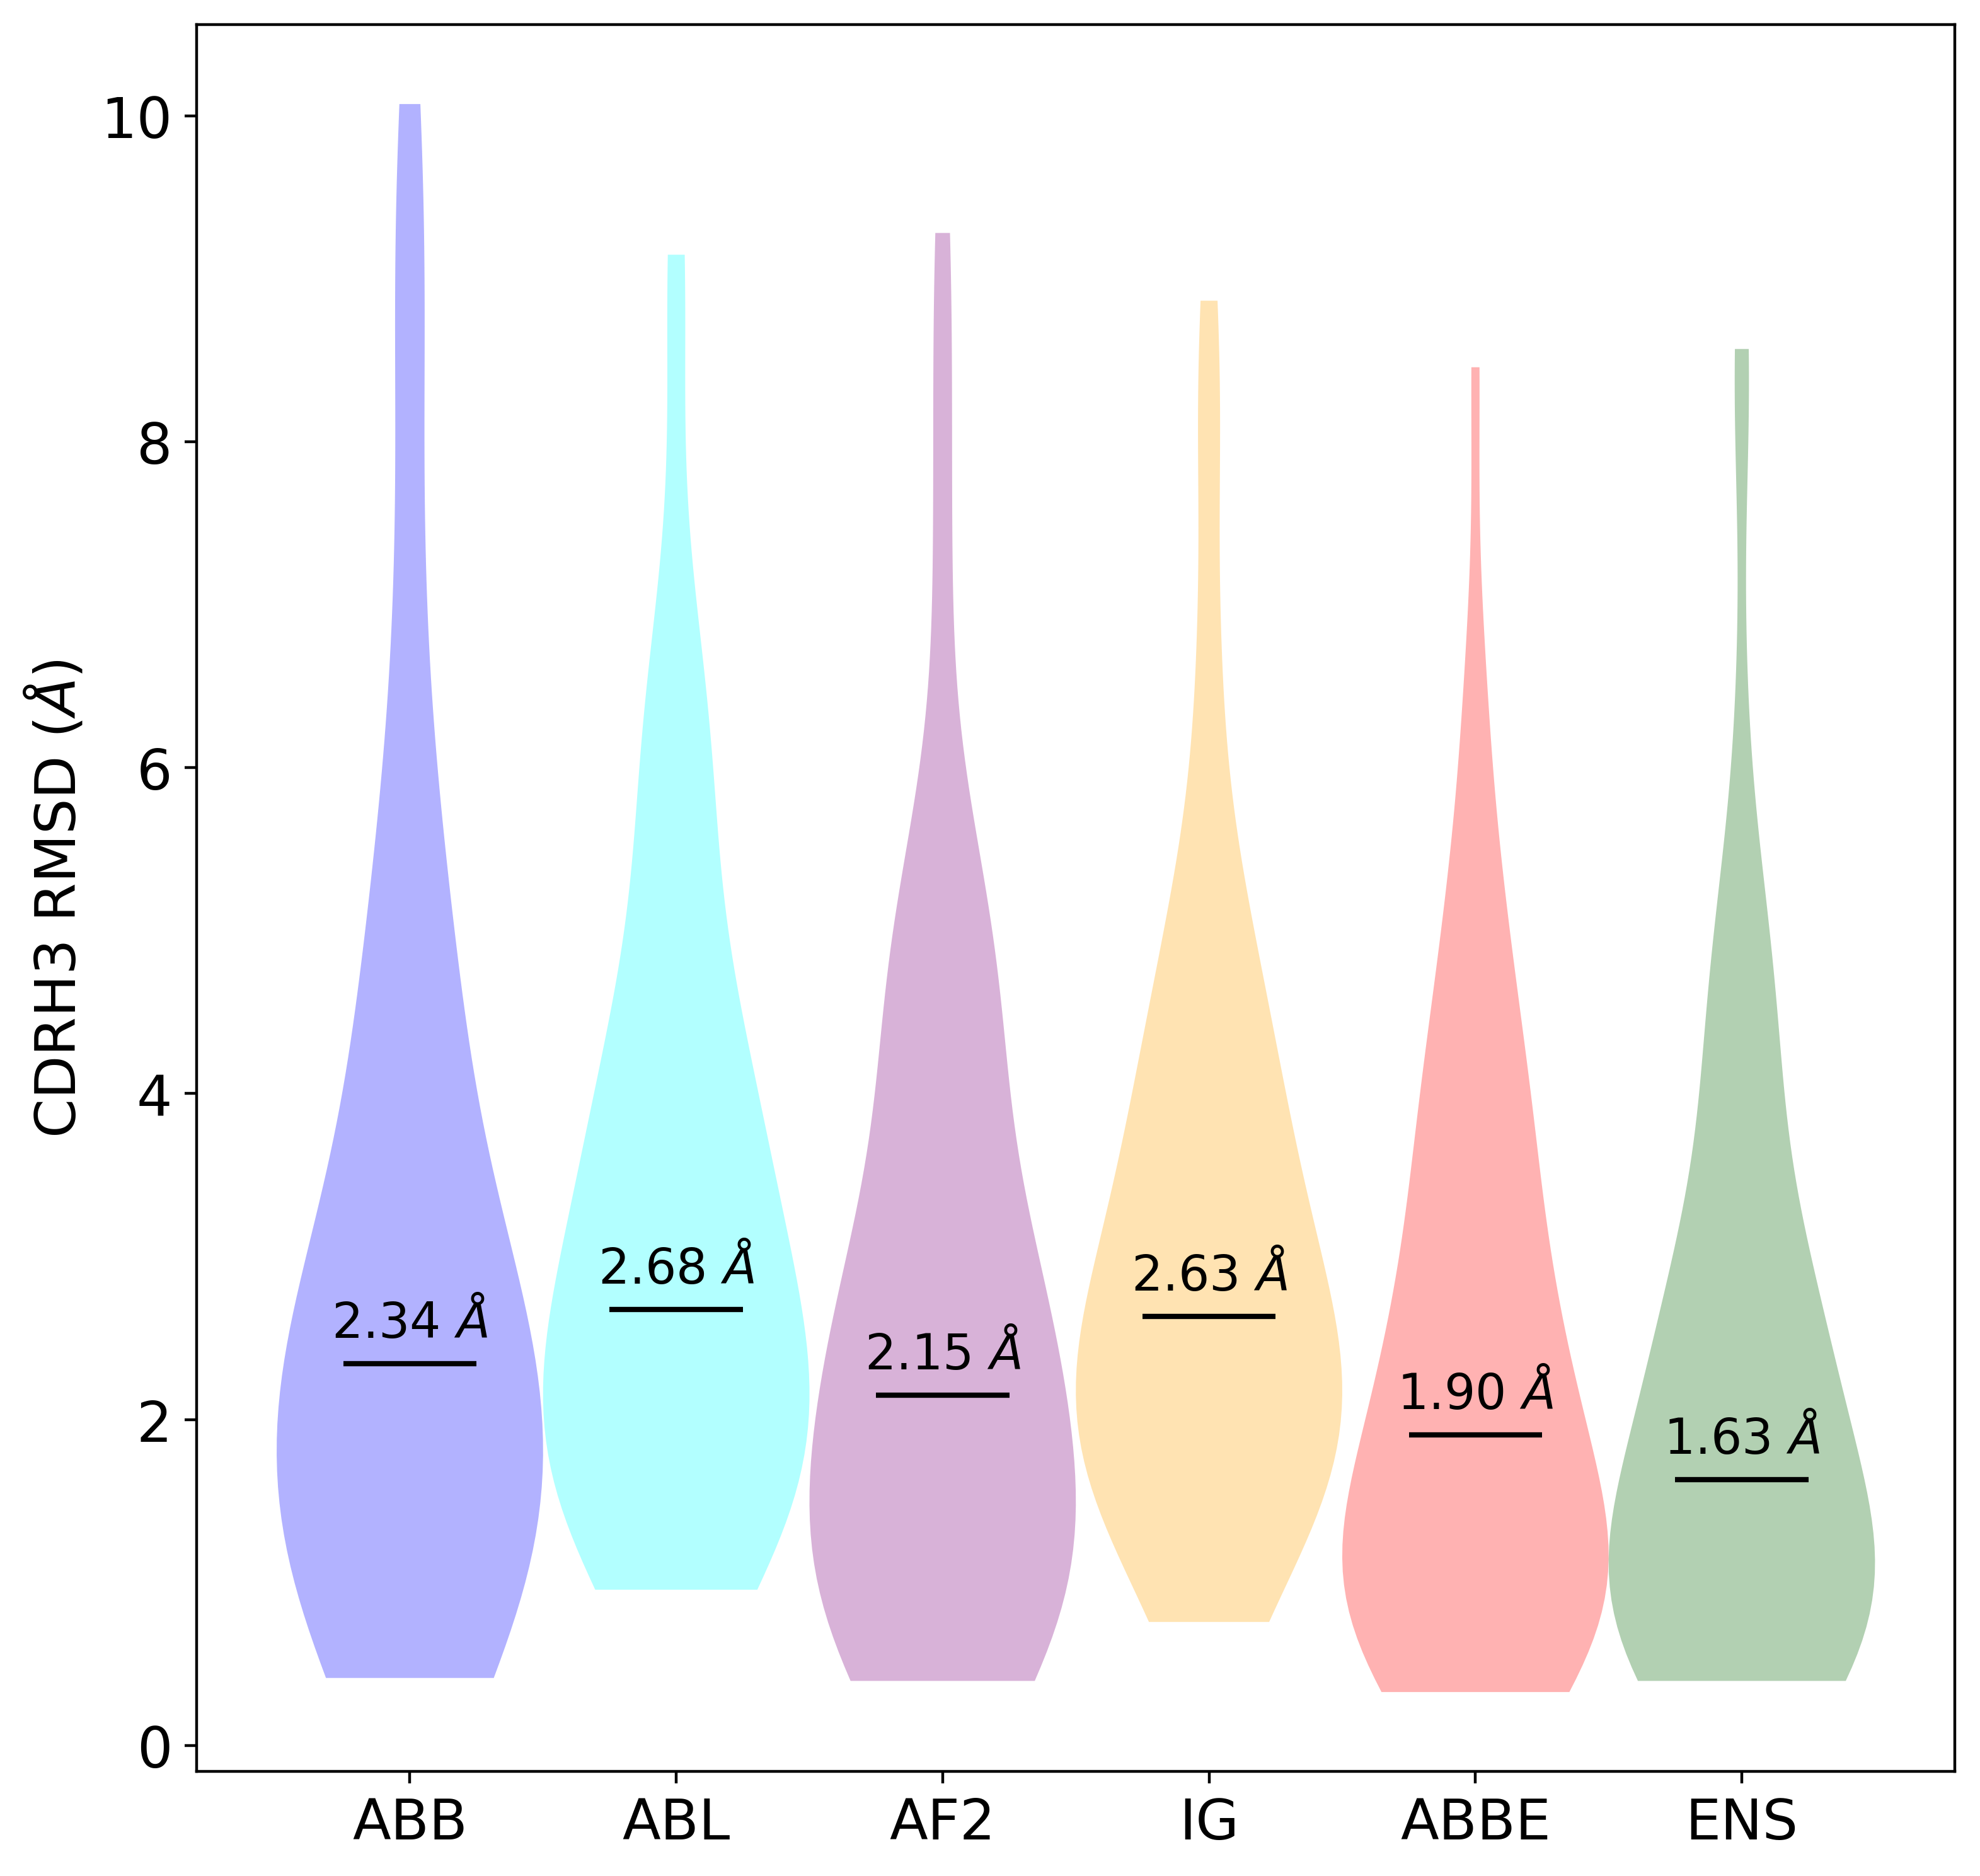 CDRH3 RMSD (Å)
10
8
6
4
2
0
2.34 Å
2.68 Å
2.15 Å
2.63 Å
1.90 Å
1.63 Å
ABB
ABL
AF2
IG
ABBE
ENS